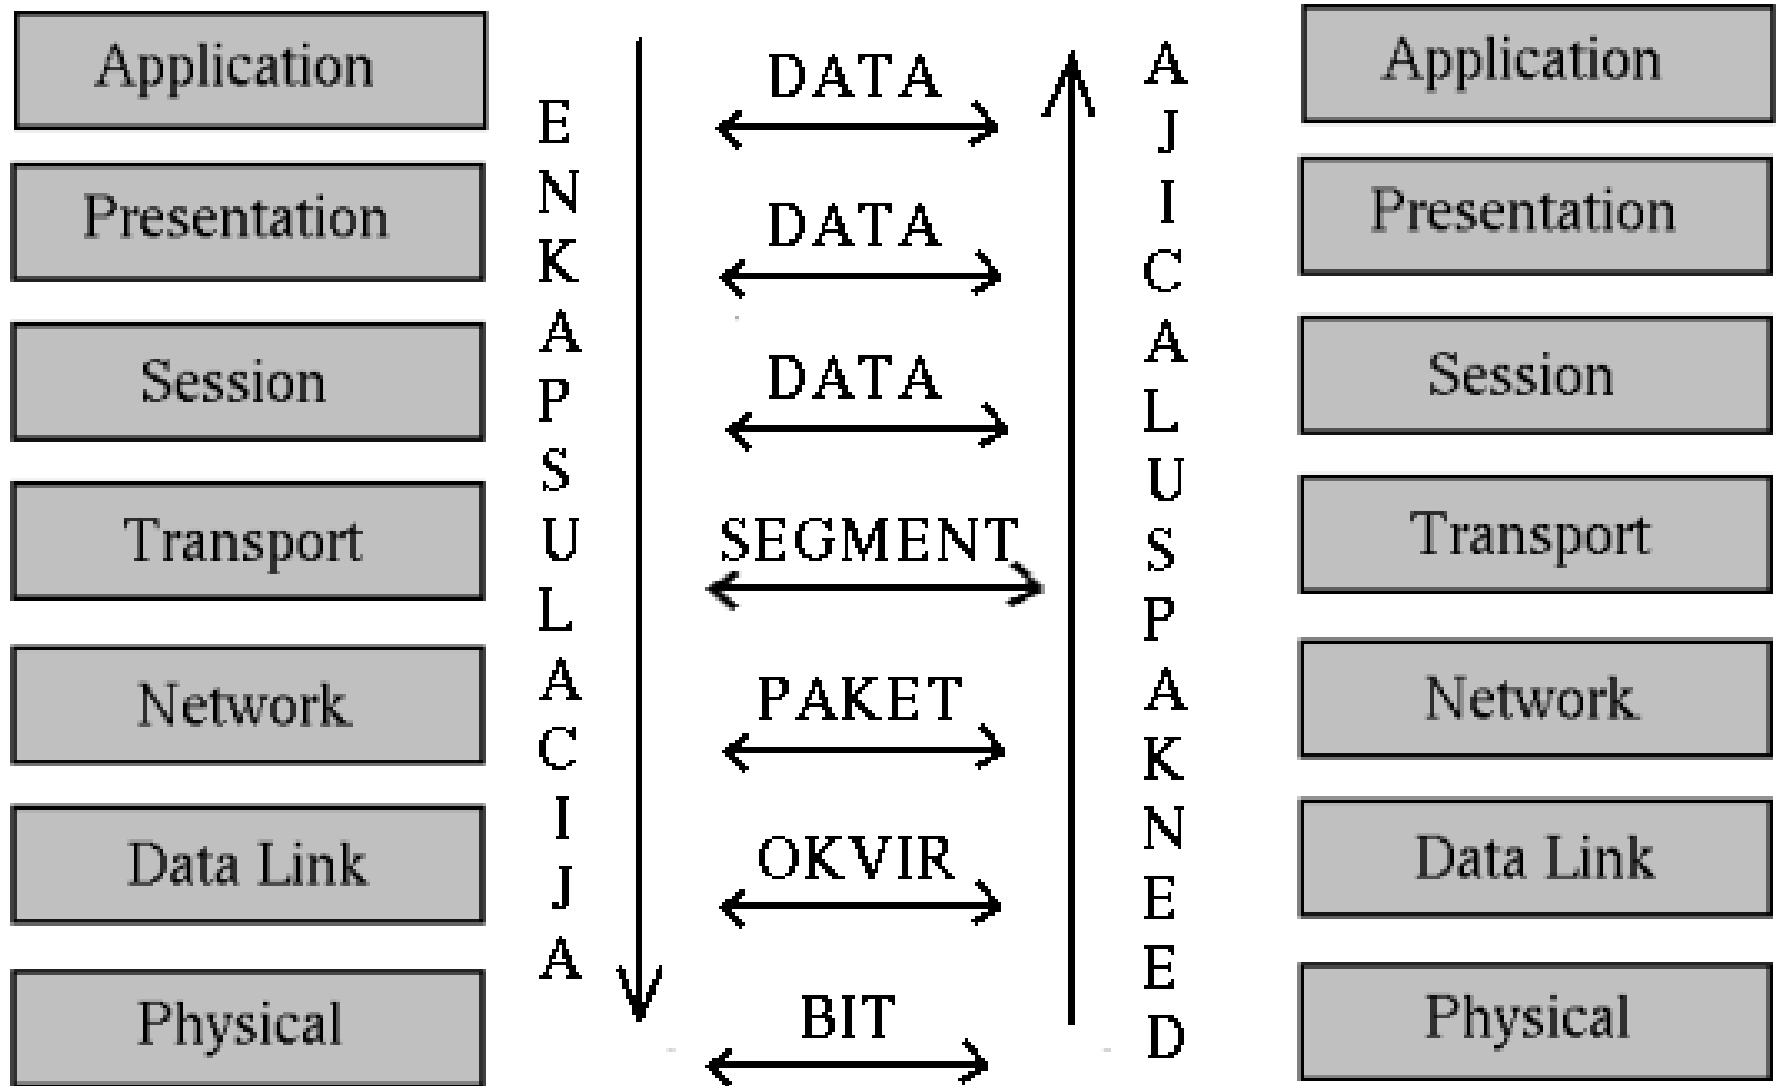 Application
Presentation
Session
Transport
Network
Data Link
Physical
ENKAPSULACIJA
DATA
DATA
DATA
SEGMENT
PAKET
OKVIR
BIT
DEENKAPSULACIJA
Application
Presentation
Session
Transport
Network
Data Link
Physical